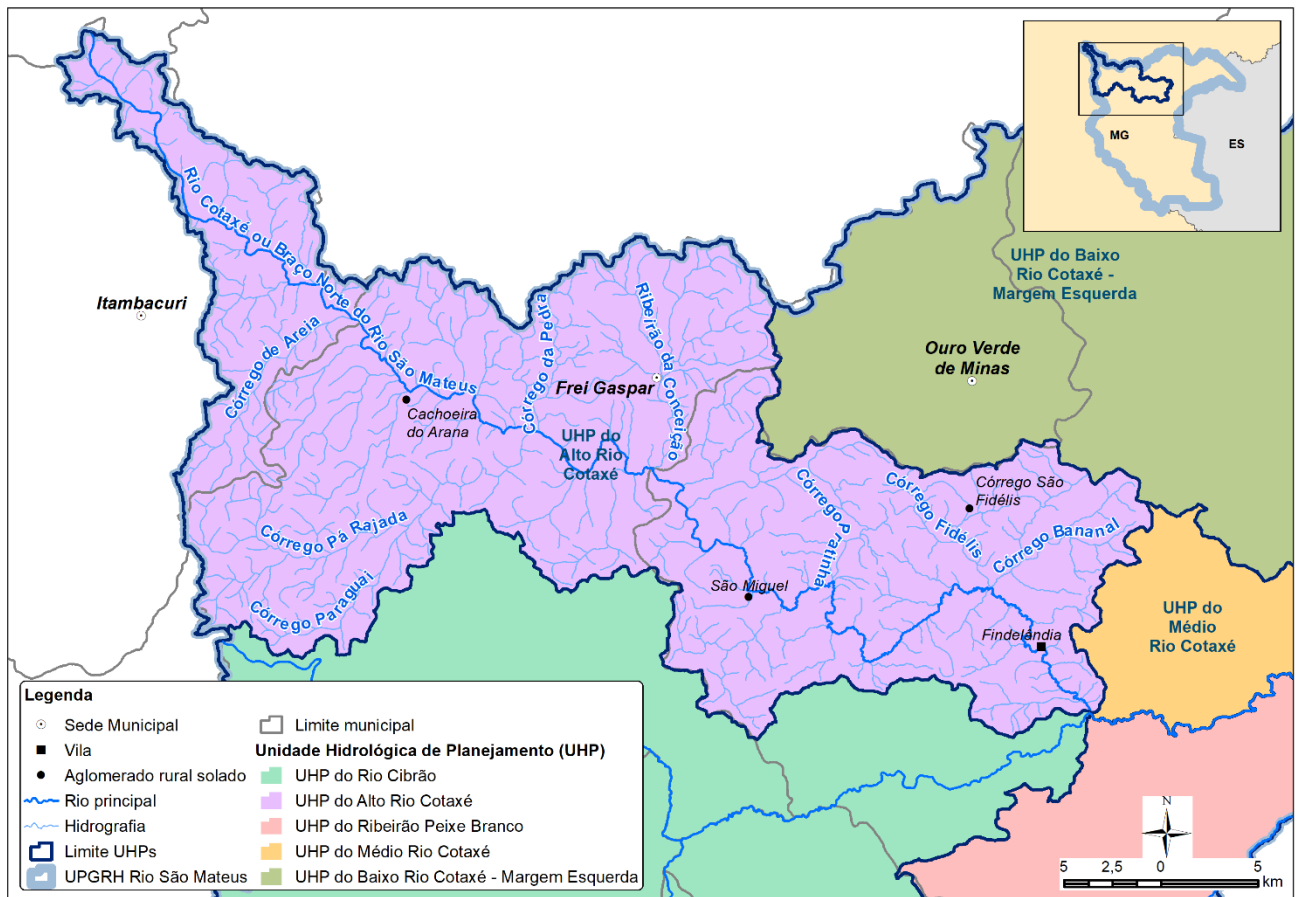 MG
ES
UHP do Baixo
Rio Cotaxé -
Margem Esquerda
Rio Cotaxé ou Braço Norte do Rio São Mateus
Itambacuri
Córrego de Areia
Córrego da Pedra
Ribeirão da Conceição
Frei Gaspar
Ouro Verde
de Minas
Cachoeira
do Arana
UHP do
Alto Rio
Cotaxé
Córrego Pratinha
Córrego Fidélis
Córrego São
Fidélis
Córrego Bananal
Córrego Pá Rajada
Córrego Paraguai
São Miguel
Findelândia
UHP do
Médio
Rio Cotaxé
Legenda
Sede Municipal
Vila
Aglomerado rural solado
Rio principal
Hidrografia
Limite UHPs
UPGRH Rio São Mateus
Limite municipal
Unidade Hidrológica de Planejamento (UHP)
UHP do Rio Cibrão
UHP do Alto Rio Cotaxé
UHP do Ribeirão Peixe Branco
UHP do Médio Rio Cotaxé
UHP do Baixo Rio Cotaxé - Margem Esquerda
N
5 2,5 0 5
km